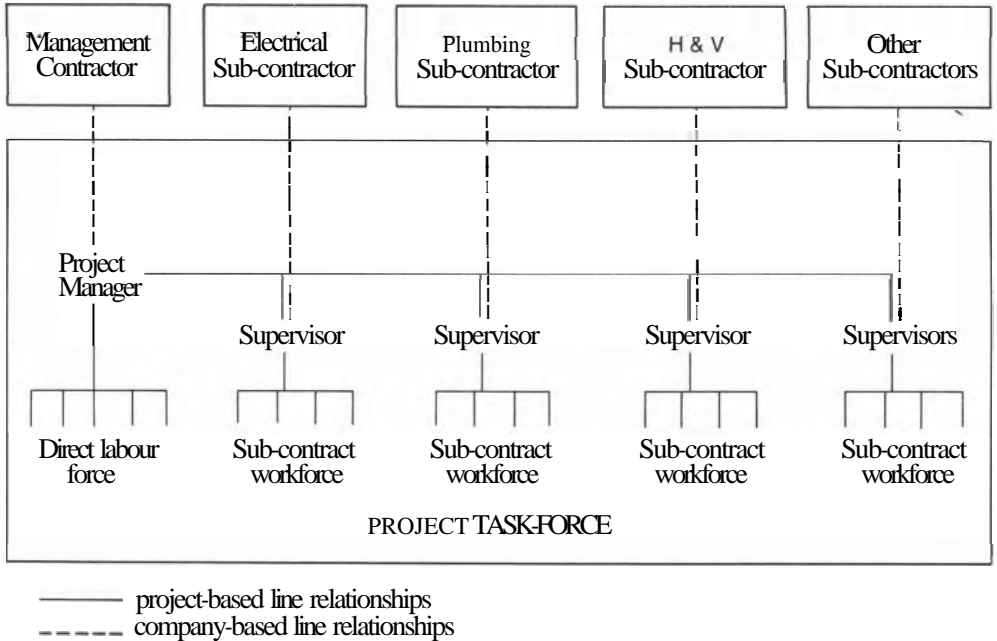 Management
Contractor
Electrical
Sub-contractor
Plumbing
Sub-contractor
H & V
Sub-contractor
Other
Sub-contractors
Project
Manager
Supervisor
Supervisor
Supervisor
Supervisors
Direct labour
force
Sub-contract
workforce
Sub-contract
workforce
Sub-contract
workforce
Sub-contract
workforce
PROJECT TASK-FORCE
project-based line relationships
company-based line relationships